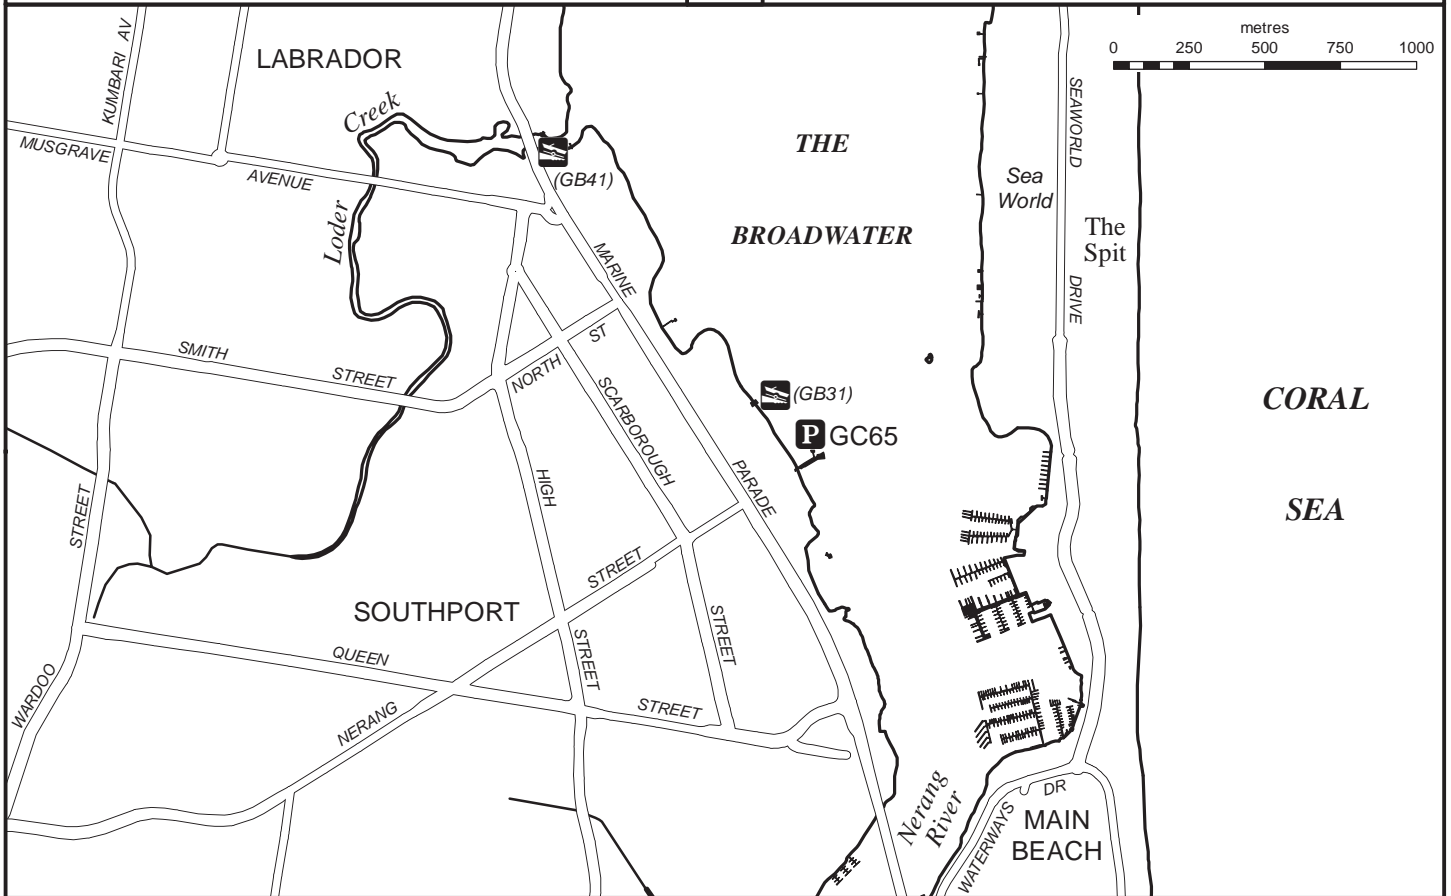 metres
0 250 500 750 1000
KUMBARI AV
LABRADOR
Creek
MUSGRAVE
AVENUE
Loder
(GB41)
THE
BROADWATER
SEAWORLD
DRIVE
Sea
World
The
Spit
MARINE
PARADE
SMITH
STREET
NORTH
ST
SCARBOROUGH
STREET
(GB31)
P GC65
CORAL
SEA
HIGH
STREET
STREET
WARDOO
SOUTHPORT
STREET
NERANG
QUEEN
STREET
Nerang
River
WATERWAYS
DR
MAIN
BEACH